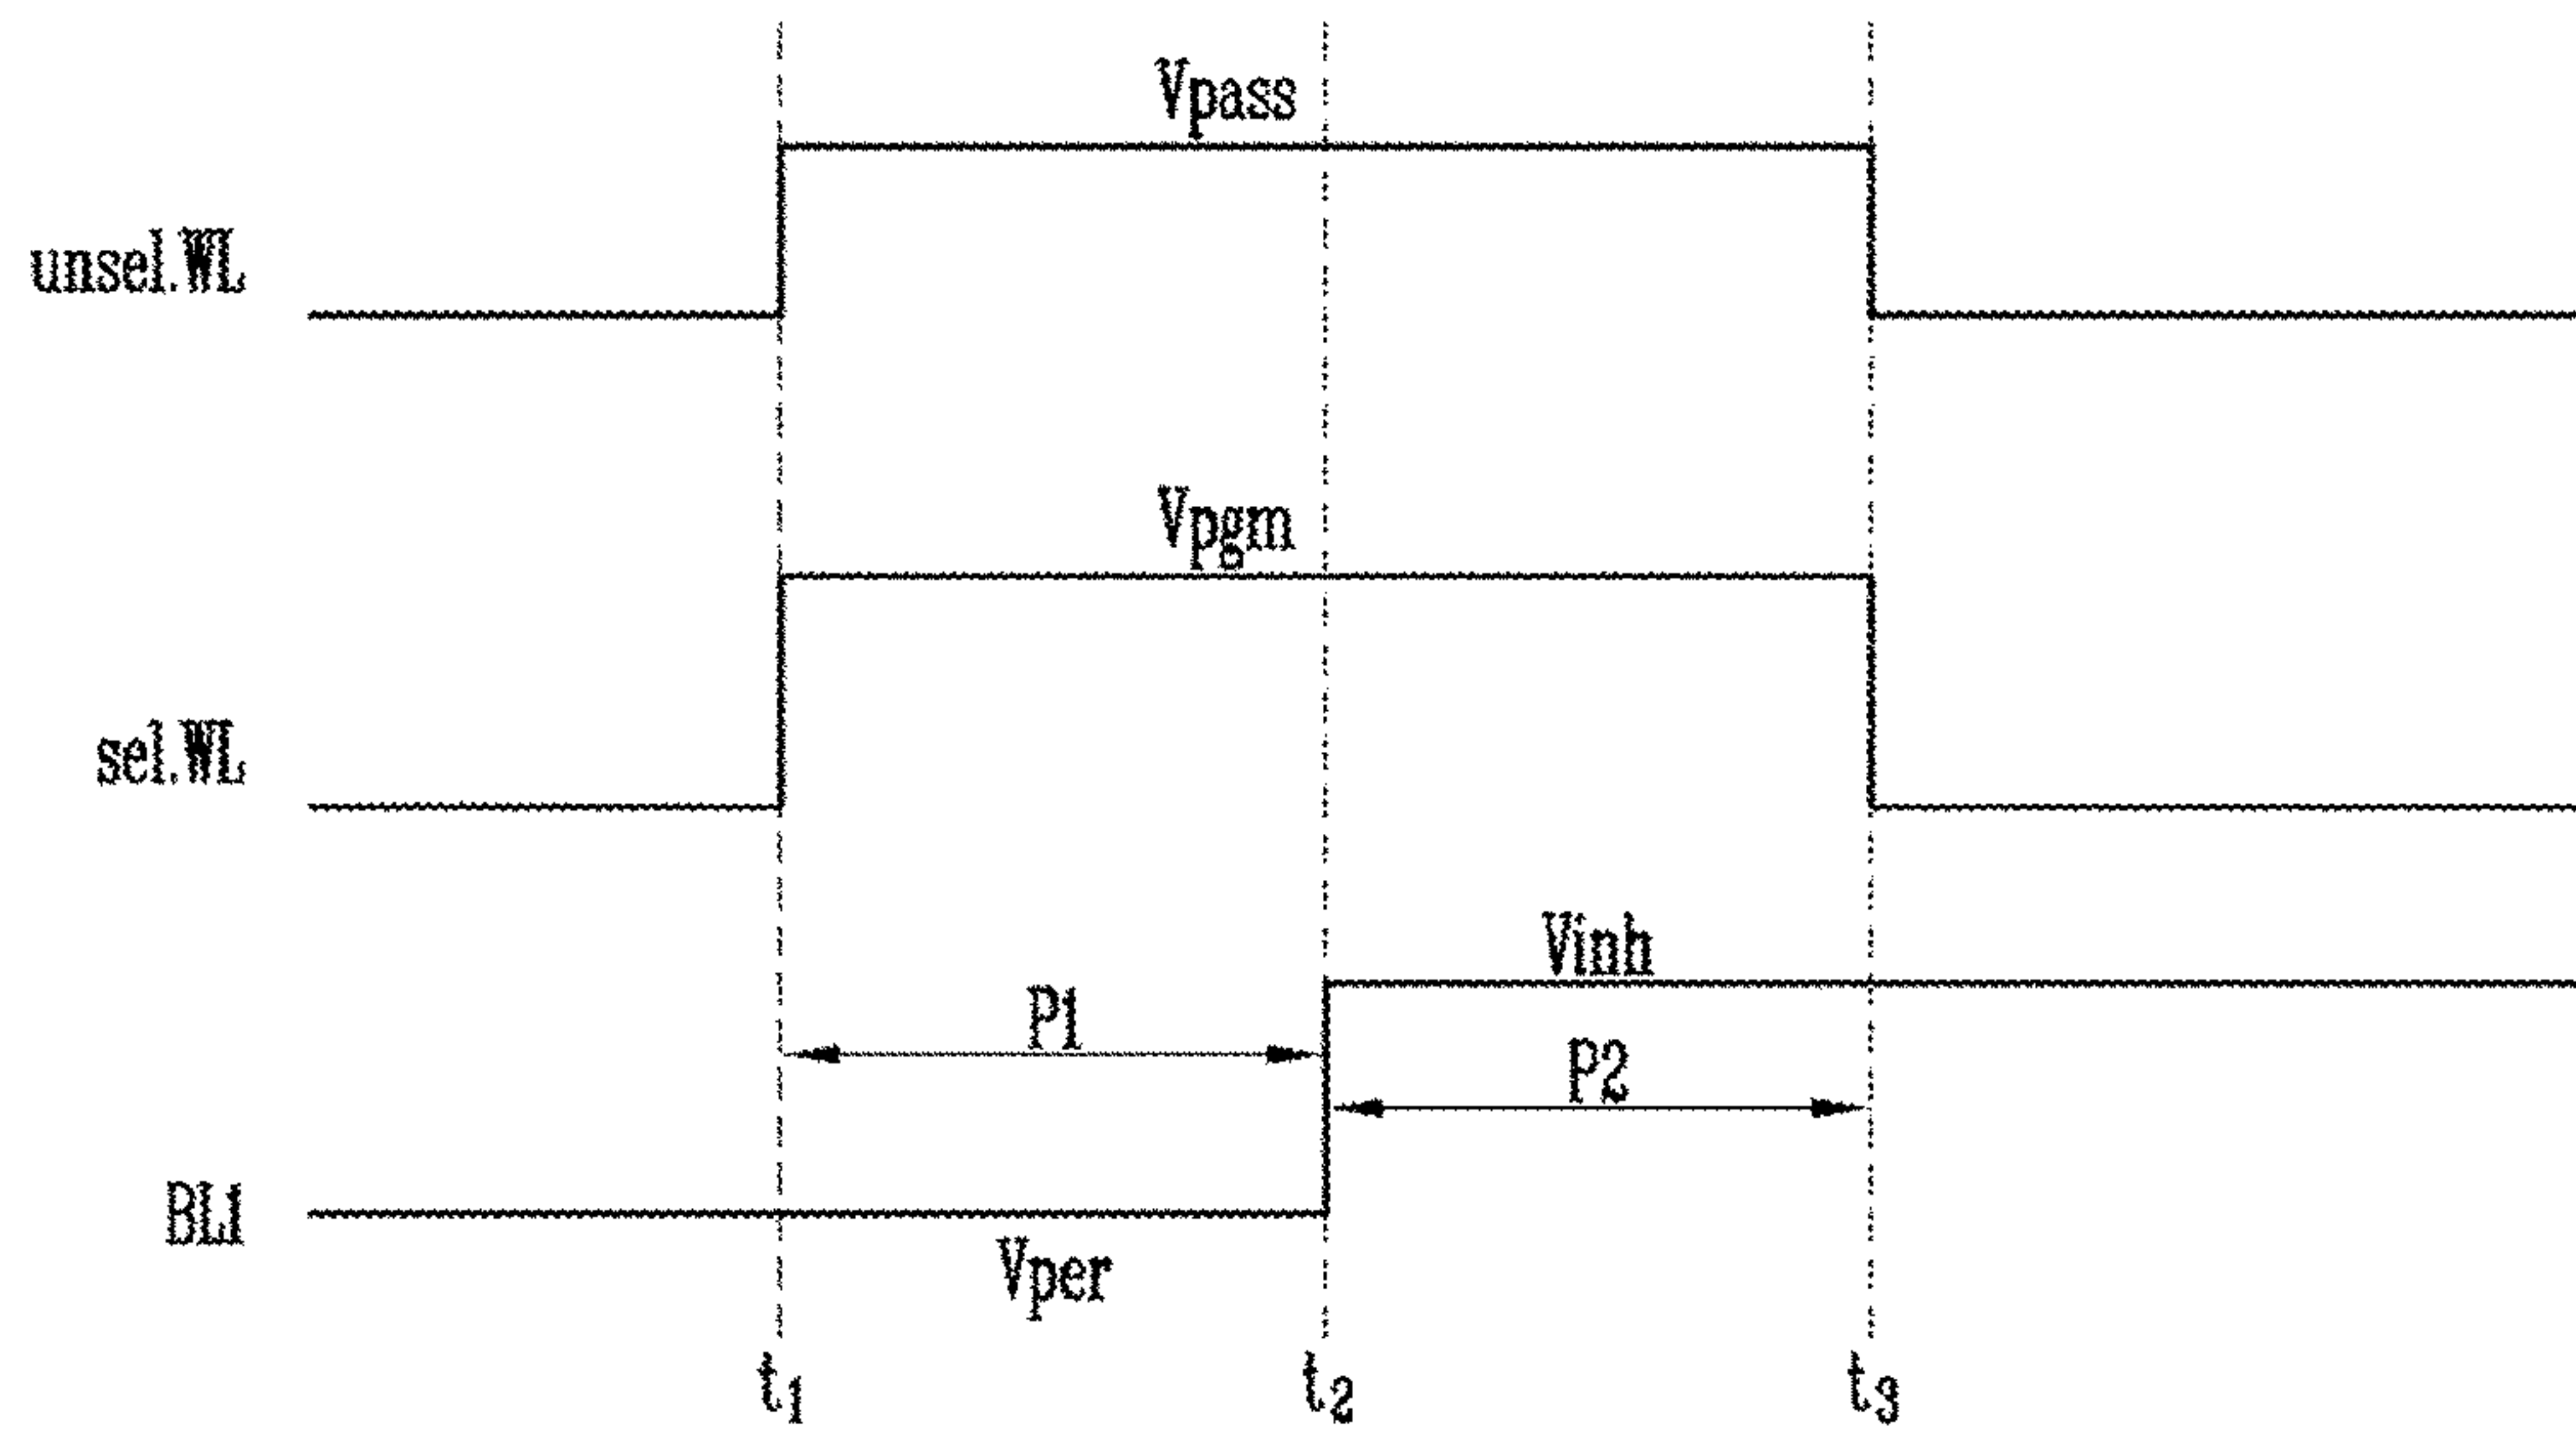 Vpass
unsel.WL
Vpgm
sel.WL
Vinh
P1
P2
BL1
Vper
t1
t2
t3